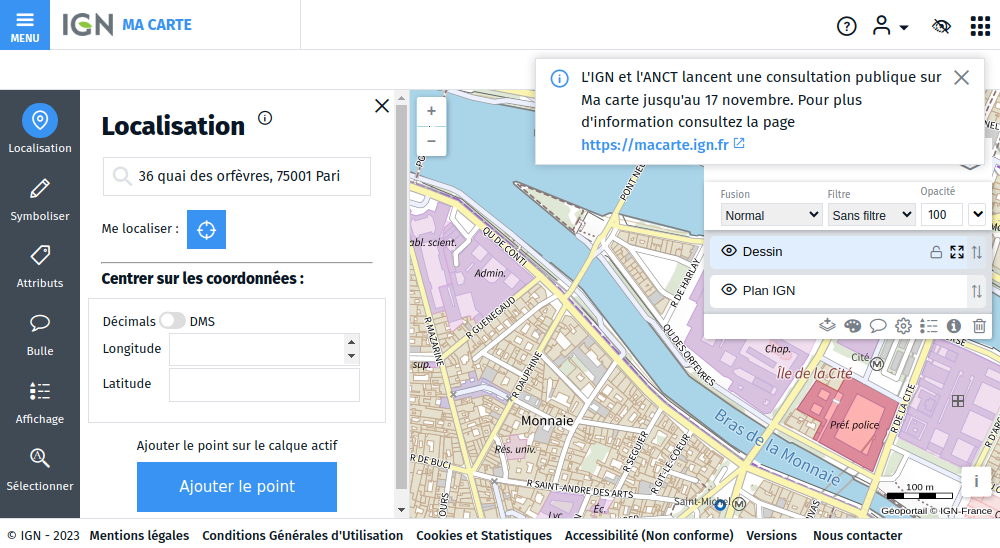 MENU
IGN MA CARTE
L'IGN et l'ANCT lancent une consultation publique sur
Ma carte jusqu'au 17 novembre. Pour plus
d'information consultez la page
https://macarte.ign.fr
Localisation
Symboliser
Attributs
Bulle
Affichage
Sélectionner
Localisation
36 quai des orfèvres, 75001 Pari
Me localiser :
Centrer sur les coordonnées :
Décimals DMS
Longitude
Latitude
Ajouter le point sur le calque actif
Ajouter le point
+
−
Fusion Filtre Opacité
Normal Sans filtre 100
Dessin
Plan IGN
PONT NEU
QU. DE CONTI
abl. scient.
Admin.
R GUENEGAUD
R MAZARINE
sup.
R DAUPHINE
R DE HARLAY
QU. DES ORFEVRES
Chap.
Cité
M
Île de la Cité
Préf. police
R DE LA CITE
Bras de la Monnaie
Monnaie
Rés. univ.
R DE BUCI
R SEGUIER
R GIT-LE-COEUR
R SAINT-ANDRE DES ARTS
Saint-Michel
M
Lyc.
Éc.
100 m
i
Géoportail © IGN-France
© IGN - 2023 Mentions légales Conditions Générales d'Utilisation Cookies et Statistiques Accessibilité (Non conforme) Versions Nous contacter